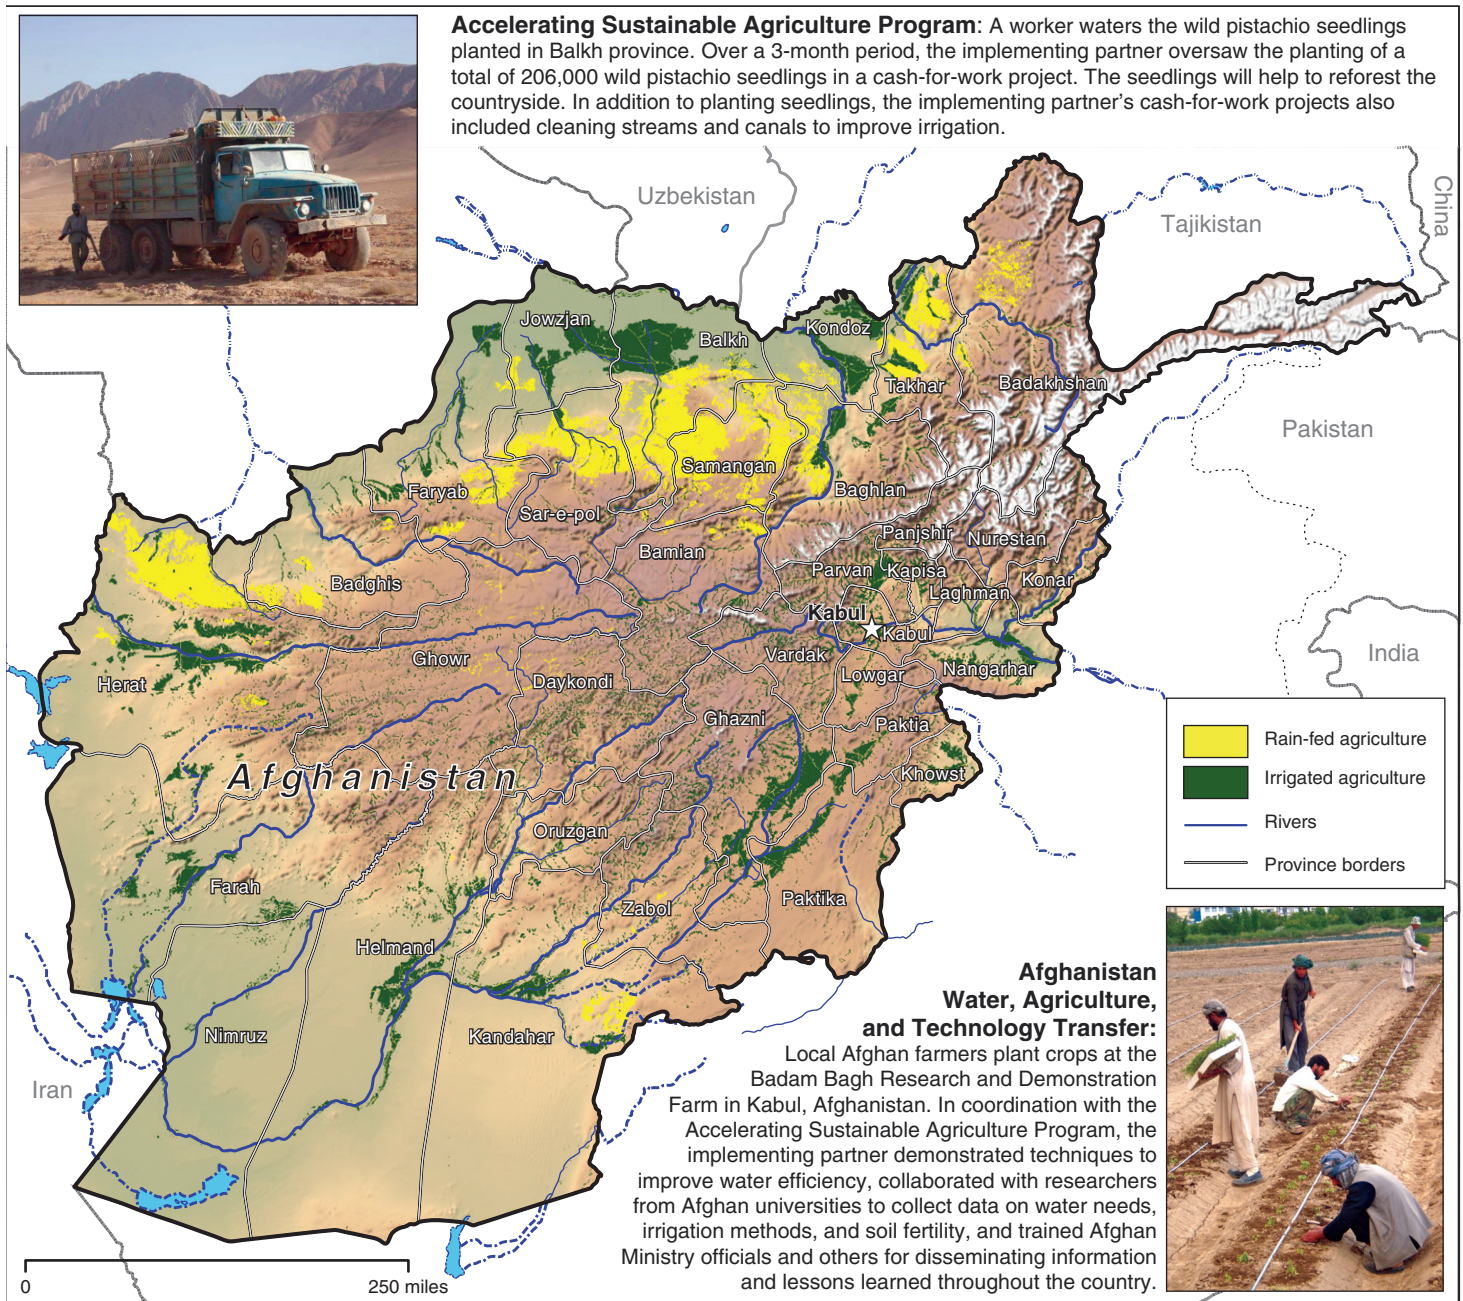 Accelerating Sustainable Agriculture Program: A worker waters the wild pistachio seedlings
planted in Balkh province. Over a 3-month period, the implementing partner oversaw the planting of a
total of 206,000 wild pistachio seedlings in a cash-for-work project. The seedlings will help to reforest the
countryside. In addition to planting seedlings, the implementing partner's cash-for-work projects also
included cleaning streams and canals to improve irrigation.
Uzbekistan
Tajikistan
China
Jowzjan
Balkh
Kondoz
Takhar
Badakhshan
Pakistan
Samangan
Faryab
Baghlan
Sar-e-pol
Panjshir
Nurestan
Bamian
Badghis
Parvan
Kapisa
Konar
Laghman
Kabul
Kabul
Vardak
India
Ghowr
Nangarhar
Herat
Daykondi
Lowgar
Ghazni
Paktia
Afghanistan
Khowst
Oruzgan
Farah
Zabol
Paktika
Helmand
Nimruz
Kandahar
Iran
Rain-fed agriculture
Irrigated agriculture
Rivers
Province borders
Afghanistan
Water, Agriculture,
and Technology Transfer:
Local Afghan farmers plant crops at the
Badam Bagh Research and Demonstration
Farm in Kabul, Afghanistan. In coordination with the
Accelerating Sustainable Agriculture Program, the
implementing partner demonstrated techniques to
improve water efficiency, collaborated with researchers
from Afghan universities to collect data on water needs,
irrigation methods, and soil fertility, and trained Afghan
Ministry officials and others for disseminating information
and lessons learned throughout the country.
0
250 miles